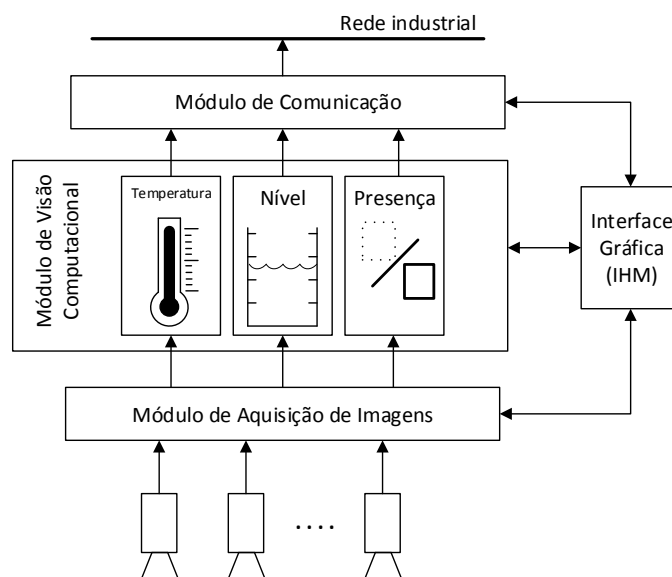 Rede industrial
Módulo de Comunicação
Módulo de Visão
Computacional
Temperatura
Nível
Presença
Interface
Gráfica
(IHM)
Módulo de Aquisição de Imagens
....